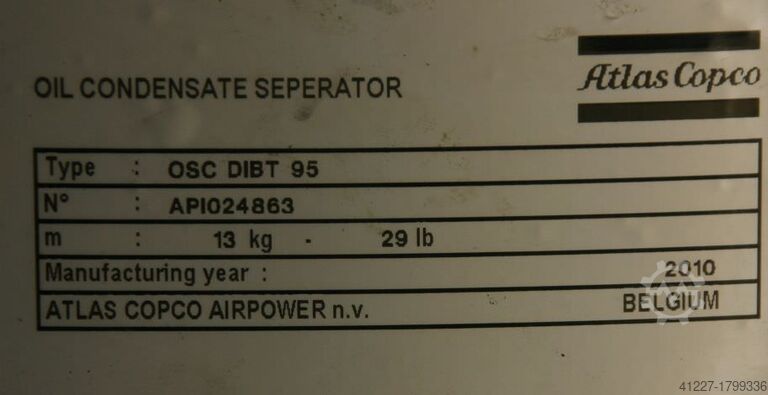 OIL CONDENSATE SEPERATOR
Atlas Copco
Type : OSC DIBT 95
N° : API024863
m : 13 kg - 29 lb
Manufacturing year : 2010
ATLAS COPCO AIRPOWER n.v. BELGIUM
41227-1799336